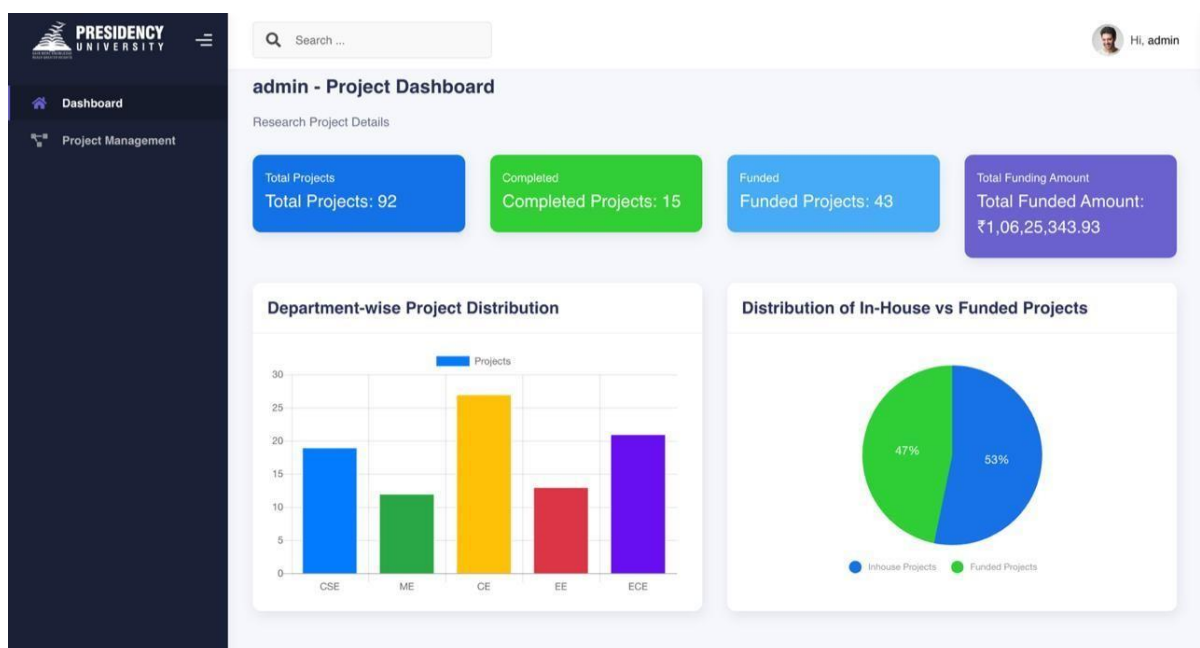 PRESIDENCY
UNIVERSITY
Search ...
Hi, admin
Dashboard
Project Management
admin - Project Dashboard
Research Project Details
Total Projects
Total Projects: 92
Completed
Completed Projects: 15
Funded
Funded Projects: 43
Total Funding Amount
Total Funded Amount:
₹1,06,25,343.93
Department-wise Project Distribution
Projects
30
25
20
15
10
5
0
CSE ME CE EE ECE
Distribution of In-House vs Funded Projects
47%
53%
Inhouse Projects Funded Projects